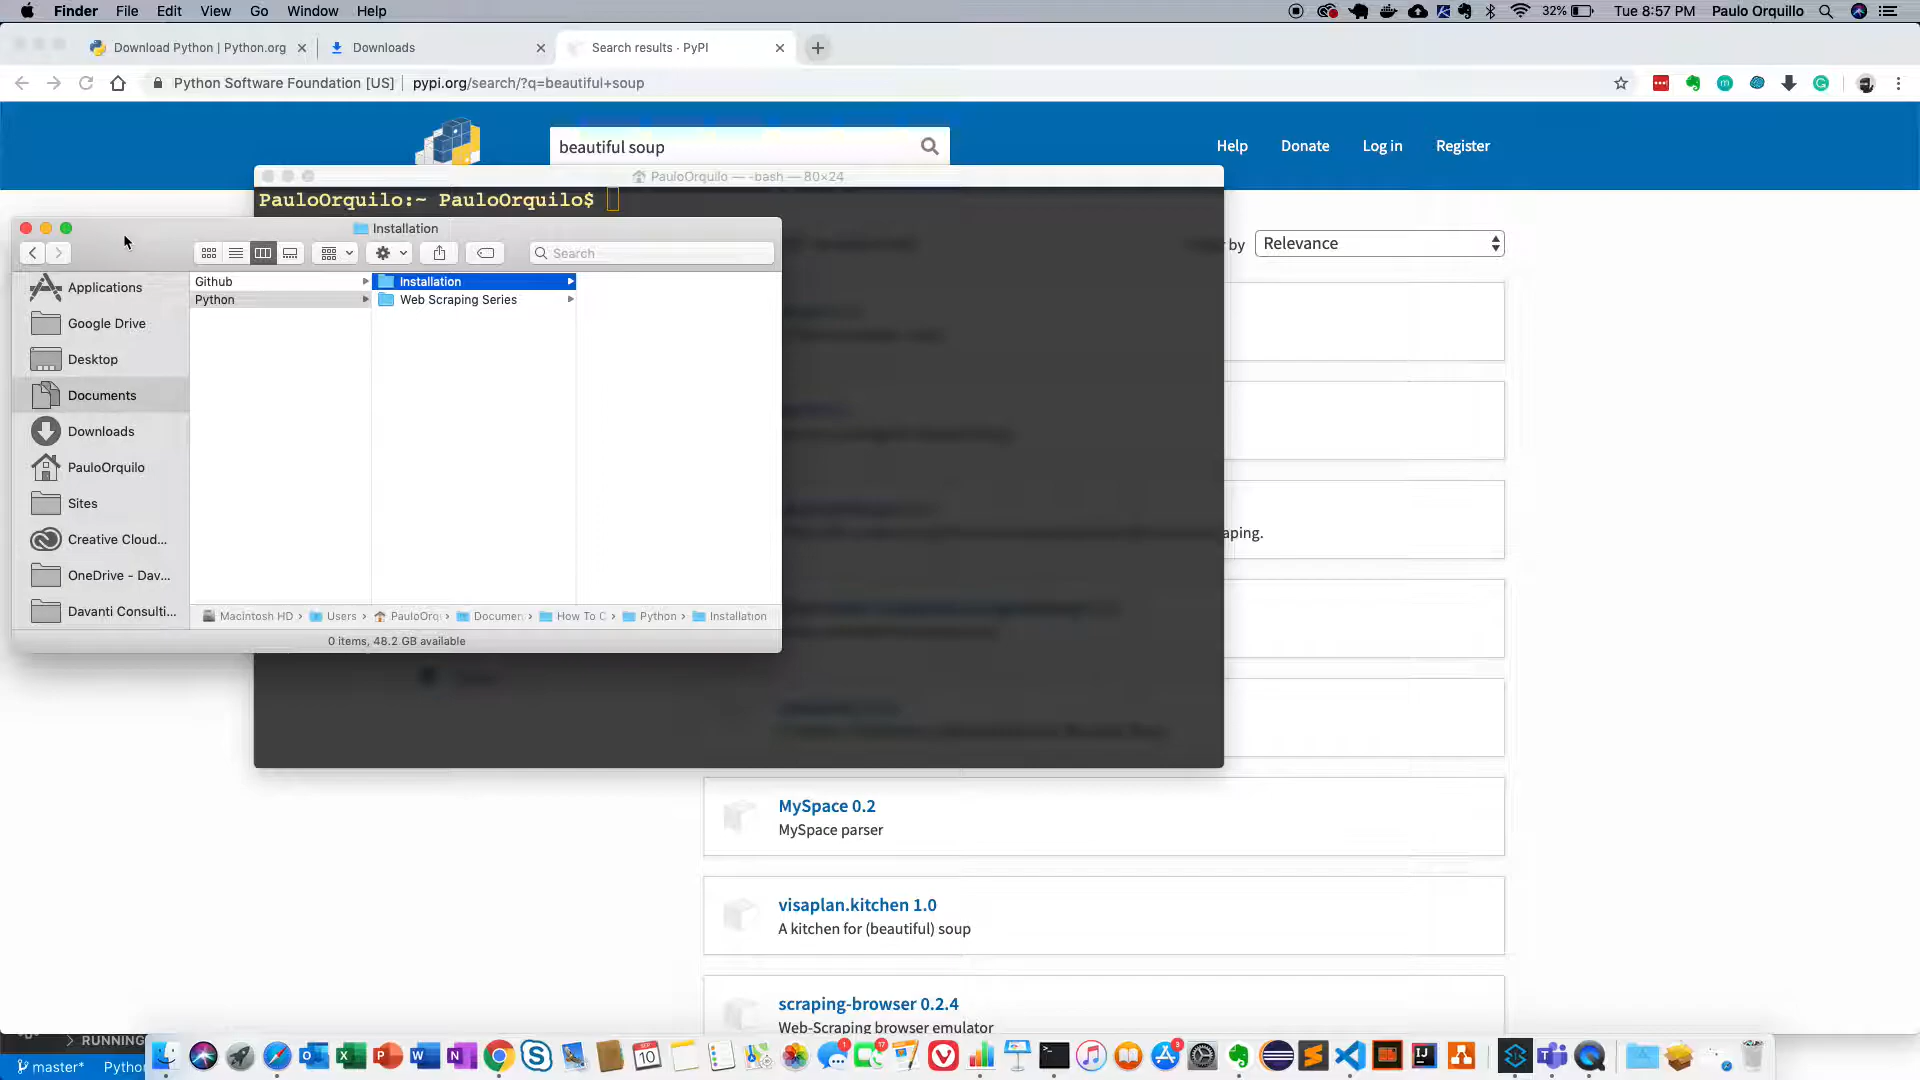 Finder File Edit View Go Window Help
32% Tue 8:57 PM Paulo Orquillo
Download Python | Python.org
Downloads
Search results · PyPI
Python Software Foundation [US] | pypi.org/search/?q=beautiful+soup
beautiful soup
Help Donate Log in Register
PauloOrquilo — -bash — 80×24
PauloOrquilo:~ PauloOrquilo$
by Relevance
Installation
Search
Applications
Google Drive
Desktop
Documents
Downloads
PauloOrquilo
Sites
Creative Cloud...
OneDrive - Dav...
Davanti Consulti...
Github
Python
Installation
Web Scraping Series
Macintosh HD › Users › PauloOrq › Documen › How To C › Python › Installation
0 items, 48.2 GB available
aping.
MySpace 0.2
MySpace parser
visaplan.kitchen 1.0
A kitchen for (beautiful) soup
scraping-browser 0.2.4
Web-Scraping browser emulator
RUNNING
master* Pytho